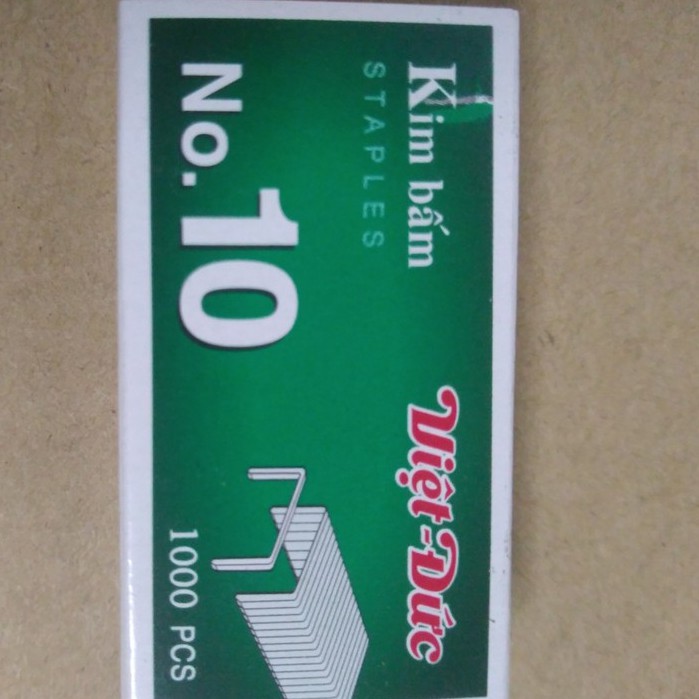 Kim bấm
Việt-Đức
STAPLES
No.10
1000 PCS